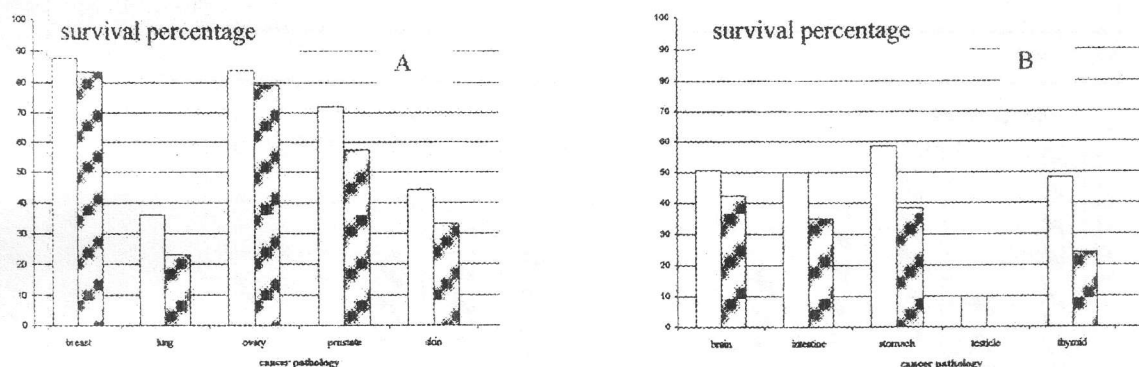 survival percentage
A
100
90
80
70
60
50
40
30
20
10
0
breast
lung
ovary
prostate
skin
cancer pathology
survival percentage
B
100
90
80
70
60
50
40
30
20
10
0
brain
intestine
stomach
testicle
thyroid
cancer pathology